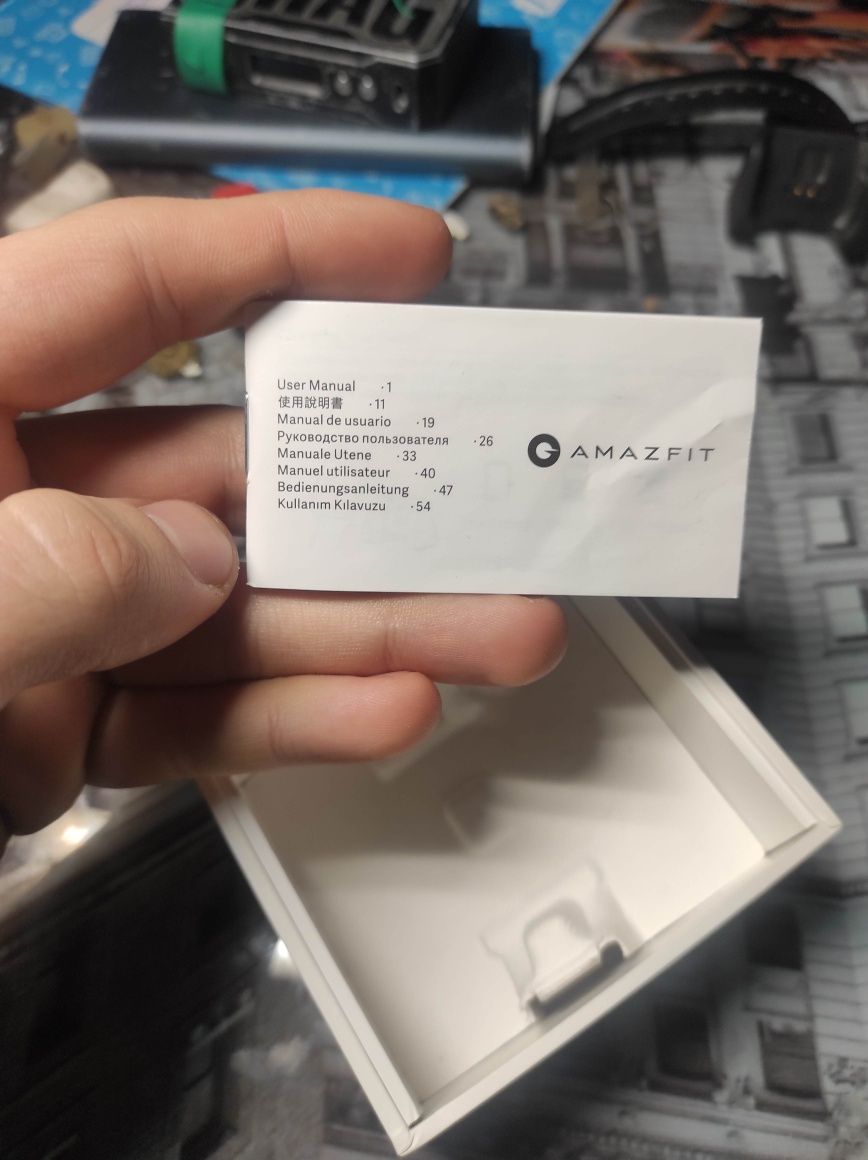 User Manual ·1
使用說明書 ·11
Manual de usuario ·19
Руководство пользователя ·26
Manuale Utene ·33
Manuel utilisateur ·40
Bedienungsanleitung ·47
Kullanım Kılavuzu ·54
AMAZFIT